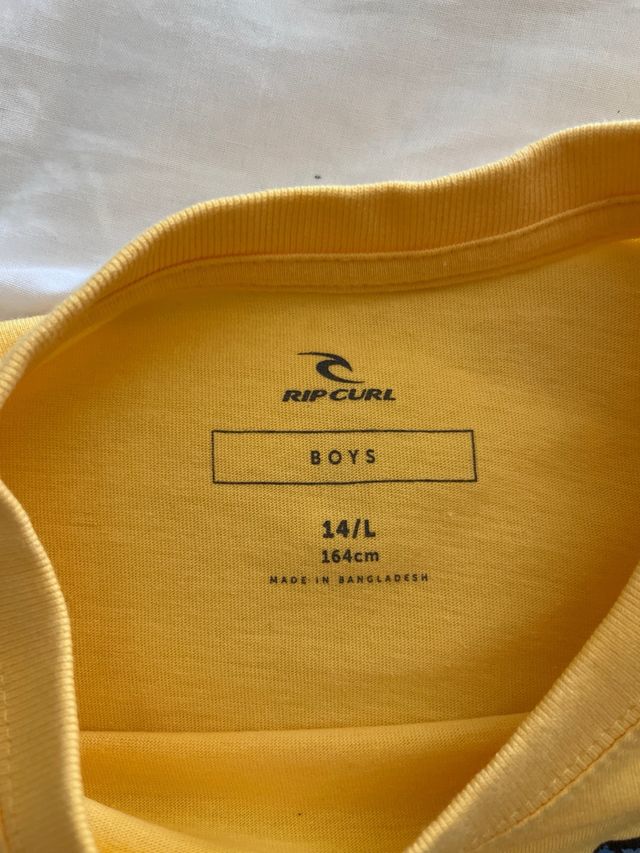 RIP CURL
BOYS
14/L
164cm
MADE IN BANGLADESH